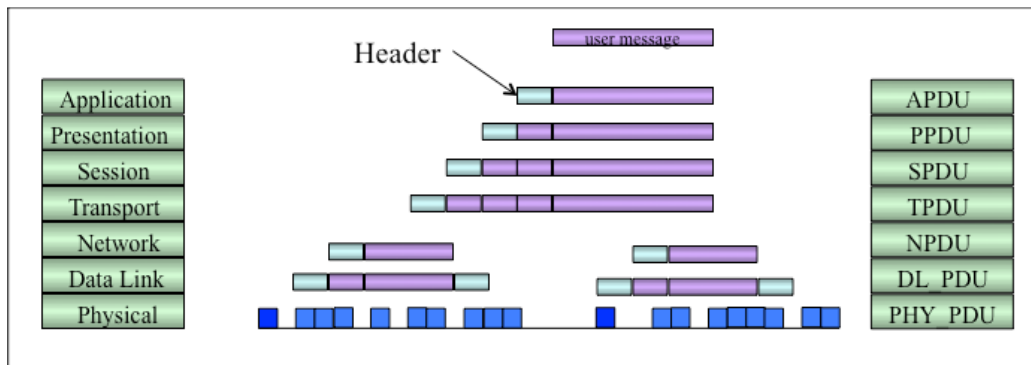 user message
Header
Application
APDU
Presentation
PPDU
Session
SPDU
Transport
TPDU
Network
NPDU
Data Link
DL_PDU
Physical
PHY_PDU